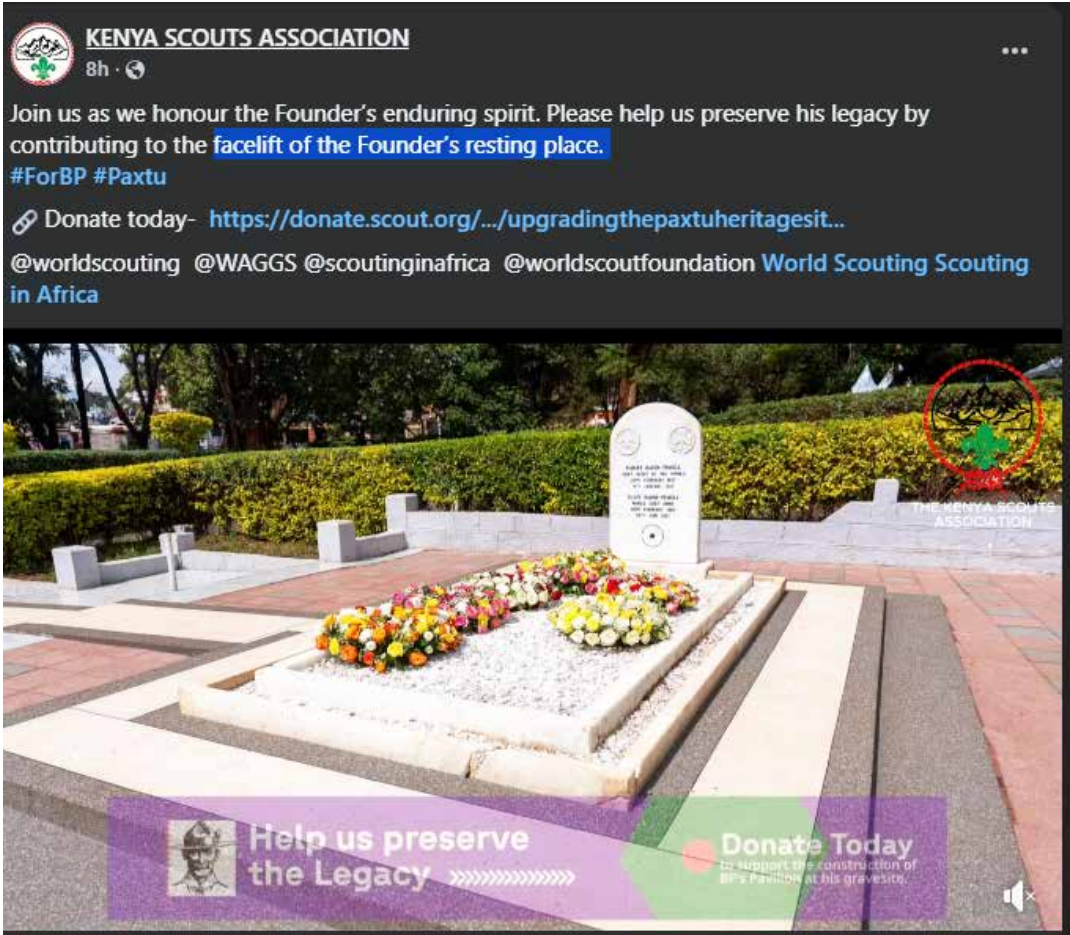 KENYA SCOUTS ASSOCIATION
8h ·
Join us as we honour the Founder's enduring spirit. Please help us preserve his legacy by
contributing to the facelift of the Founder's resting place.
#ForBP #Paxtu
Donate today- https://donate.scout.org/.../upgradingthepaxtuheritagesit...
@worldscouting @WAGGS @scoutinginafrica @worldscoutfoundation World Scouting Scouting
in Africa
THE KENYA SCOUTS
ASSOCIATION
ROBERT BADEN-POWELL
Help us preserve
the Legacy
Donate Today
to support the construction of
BP's Pavilion at his gravesite.